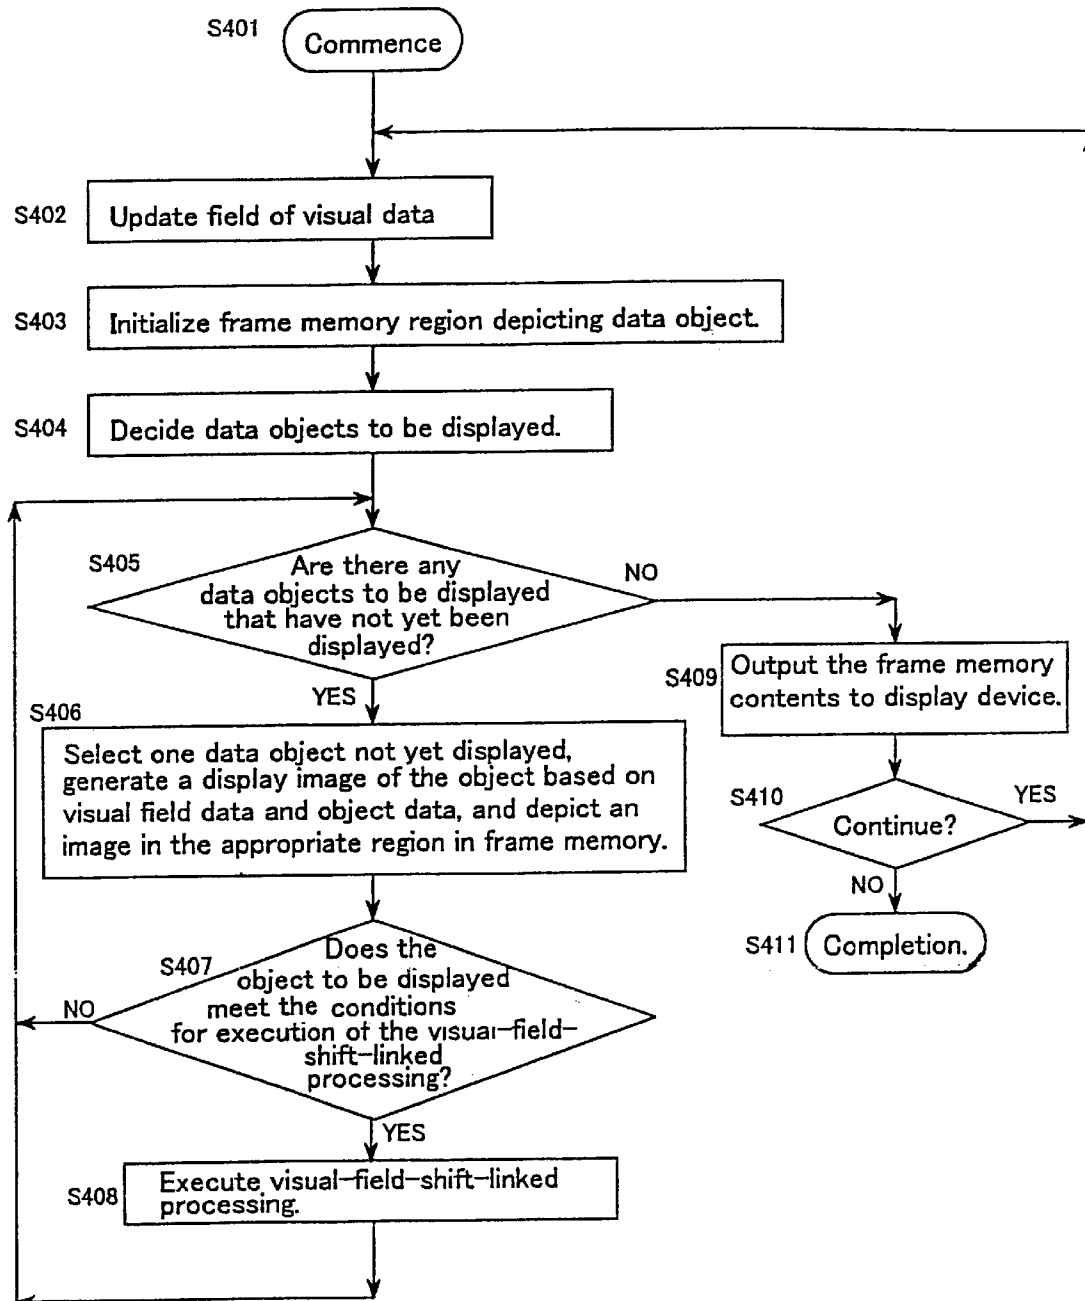 S401
Commence
S402
Update field of visual data
S403
Initialize frame memory region depicting data object.
S404
Decide data objects to be displayed.
S405
Are there any
data objects to be displayed
that have not yet been
displayed?
NO
YES
S406
Select one data object not yet displayed,
generate a display image of the object based on
visual field data and object data, and depict an
image in the appropriate region in frame memory.
S409
Output the frame memory
contents to display device.
S410
Continue?
YES
NO
S411
Completion.
S407
Does the
object to be displayed
meet the conditions
for execution of the visual-field-
shift-linked
processing?
NO
YES
S408
Execute visual-field-shift-linked
processing.